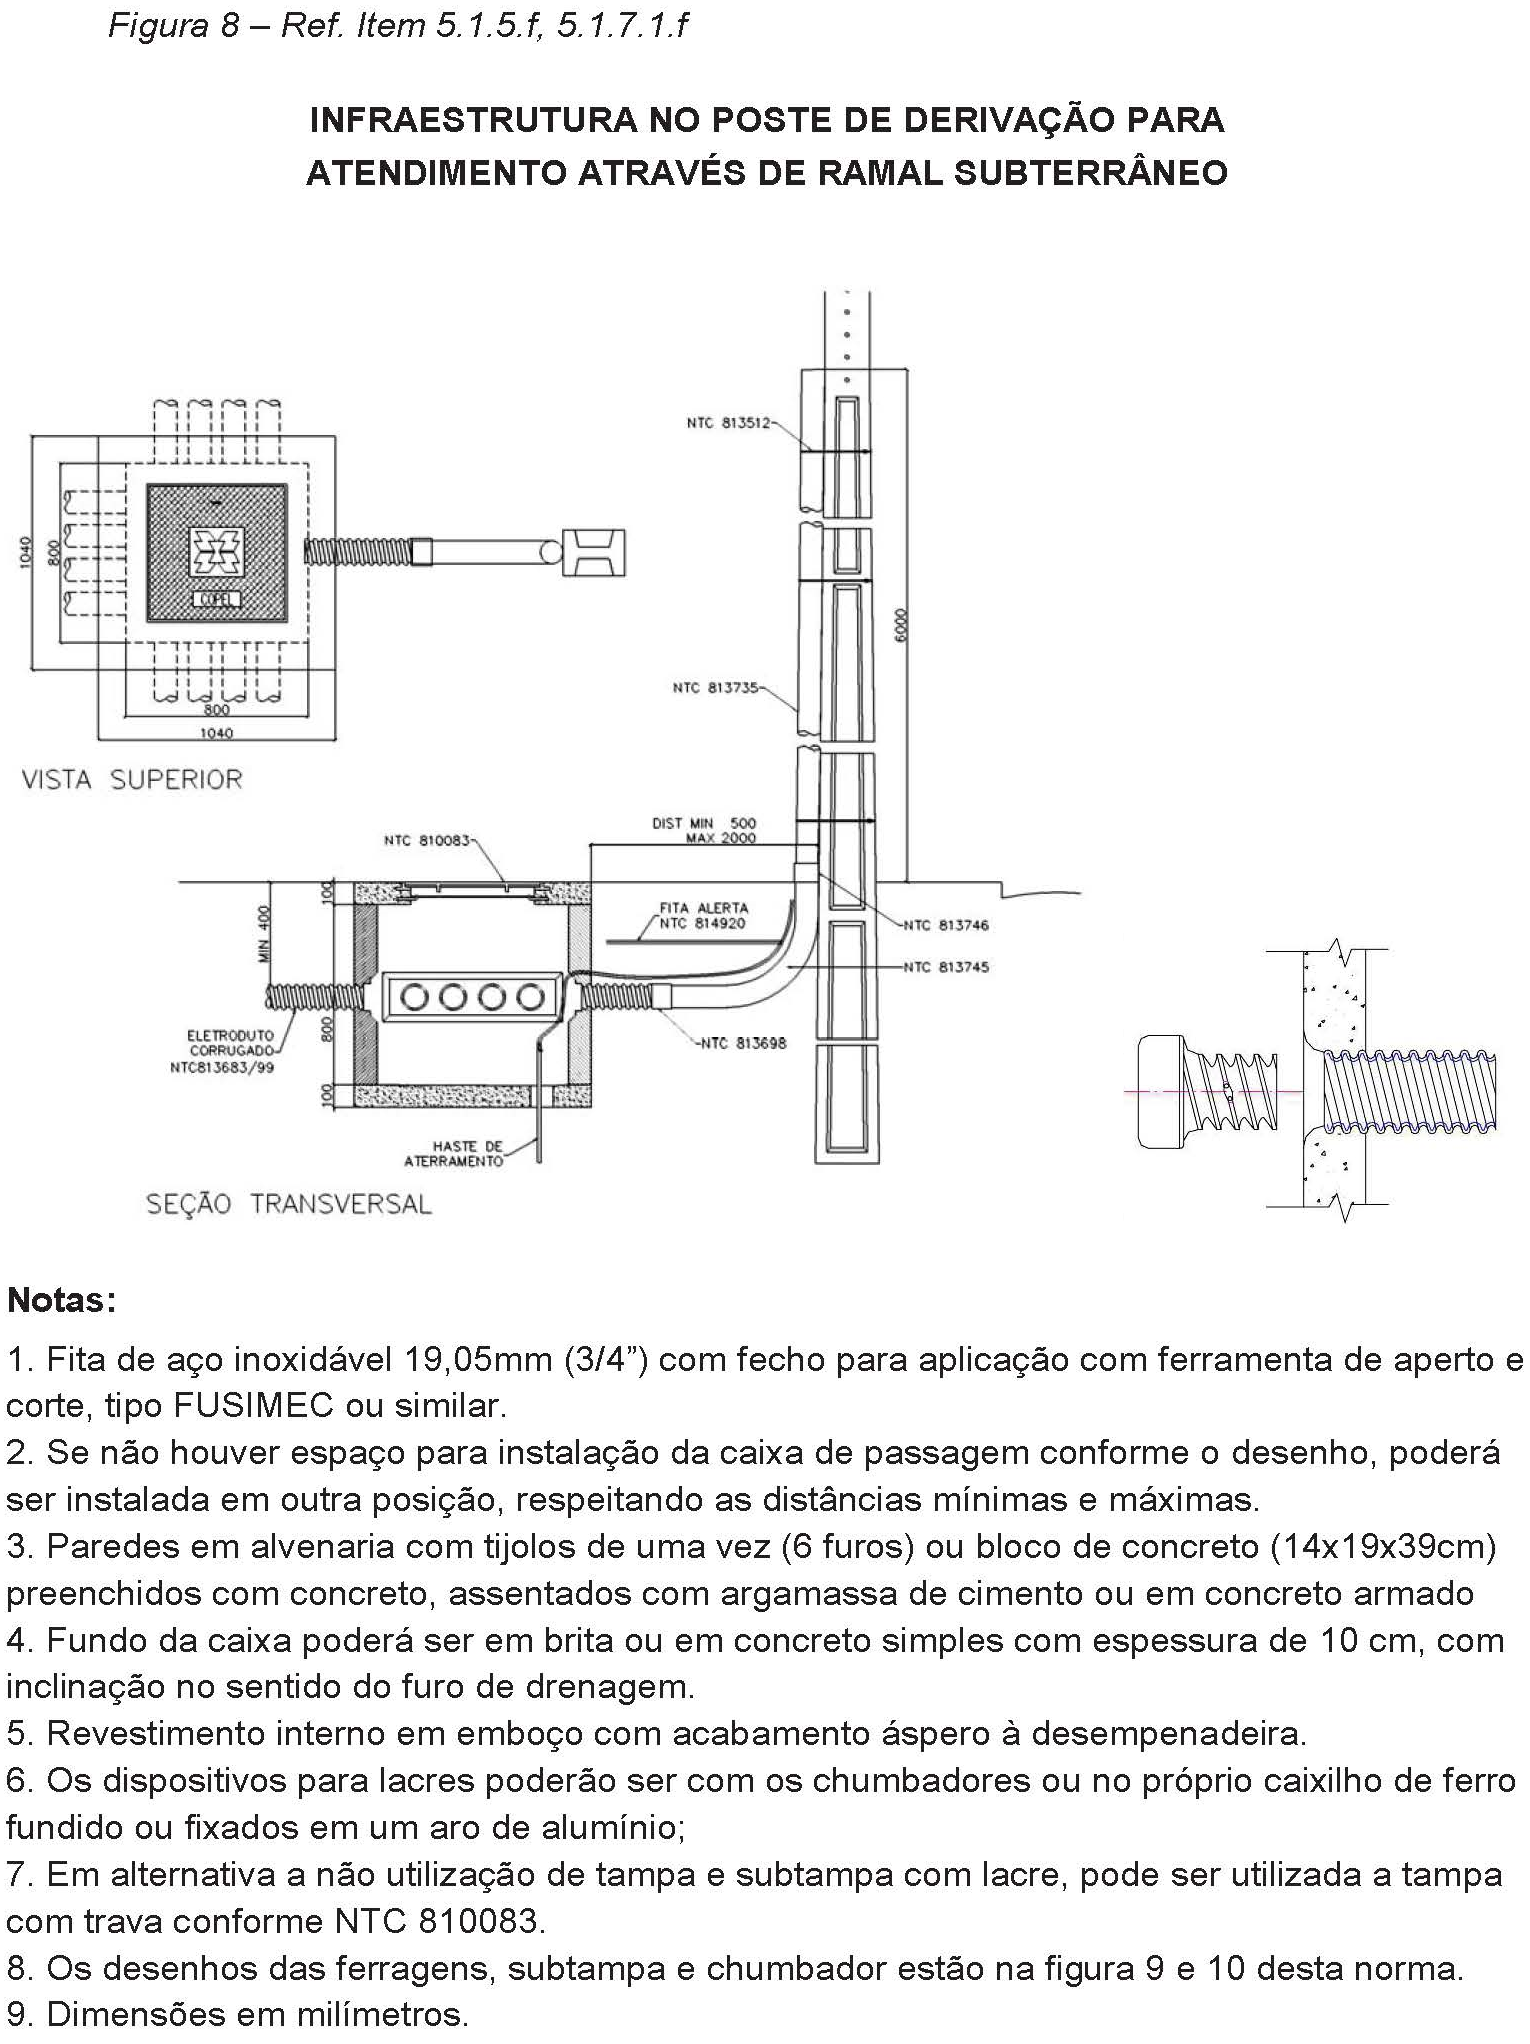 Figura 8 – Ref. Item 5.1.5.f, 5.1.7.1.f
INFRAESTRUTURA NO POSTE DE DERIVAÇÃO PARA
ATENDIMENTO ATRAVÉS DE RAMAL SUBTERRÂNEO
NTC 813512
1040
800
COPEL
6000
NTC 813735
800
1040
VISTA SUPERIOR
DIST MIN 500
MAX 2000
NTC 810083
100
MIN 400
FITA ALERTA
NTC 814920
NTC 813746
NTC 813745
ELETRODUTO
CORRUGADO
NTC813683/99
800
NTC 813698
100
HASTE DE
ATERRAMENTO
SEÇÃO TRANSVERSAL
Notas:
1. Fita de aço inoxidável 19,05mm (3/4”) com fecho para aplicação com ferramenta de aperto e
corte, tipo FUSIMEC ou similar.
2. Se não houver espaço para instalação da caixa de passagem conforme o desenho, poderá
ser instalada em outra posição, respeitando as distâncias mínimas e máximas.
3. Paredes em alvenaria com tijolos de uma vez (6 furos) ou bloco de concreto (14x19x39cm)
preenchidos com concreto, assentados com argamassa de cimento ou em concreto armado
4. Fundo da caixa poderá ser em brita ou em concreto simples com espessura de 10 cm, com
inclinação no sentido do furo de drenagem.
5. Revestimento interno em emboço com acabamento áspero à desempenadeira.
6. Os dispositivos para lacres poderão ser com os chumbadores ou no próprio caixilho de ferro
fundido ou fixados em um aro de alumínio;
7. Em alternativa a não utilização de tampa e subtampa com lacre, pode ser utilizada a tampa
com trava conforme NTC 810083.
8. Os desenhos das ferragens, subtampa e chumbador estão na figura 9 e 10 desta norma.
9. Dimensões em milímetros.